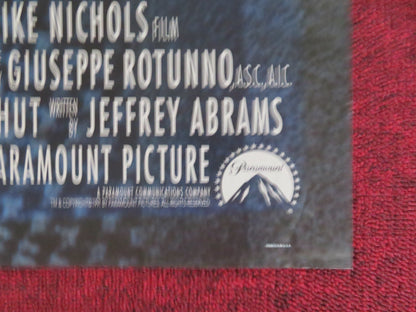 IKE NICHOLS FILM
GIUSEPPE ROTUNNO, A.S.C., A.I.C.
HUT WRITTEN BY JEFFREY ABRAMS
ARAMOUNT PICTURE
A PARAMOUNT COMMUNICATIONS COMPANY
Paramount